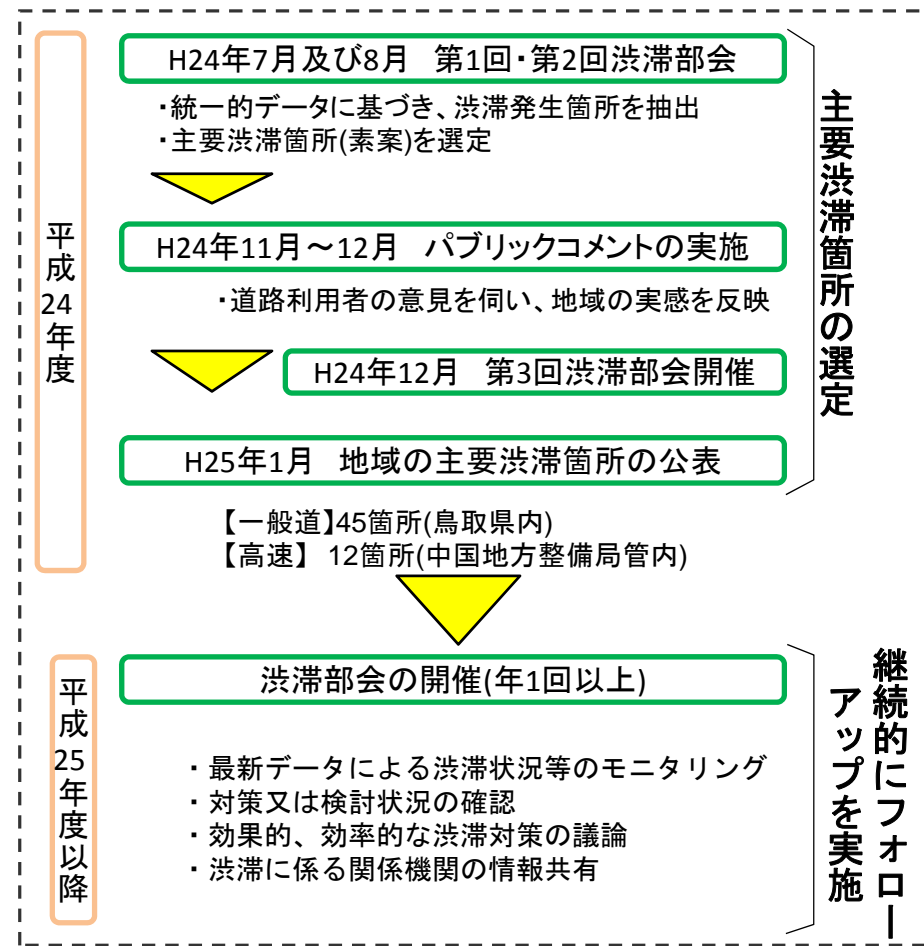 平成24年度
H24年7月及び8月　第1回・第2回渋滞部会
・統一的データに基づき、渋滞発生箇所を抽出
・主要渋滞箇所(素案)を選定
H24年11月～12月　パブリックコメントの実施
・道路利用者の意見を伺い、地域の実感を反映
H24年12月　第3回渋滞部会開催
H25年1月　地域の主要渋滞箇所の公表
【一般道】45箇所(鳥取県内)
【高速】 12箇所(中国地方整備局管内)
主要渋滞箇所の選定
平成25年度以降
渋滞部会の開催(年1回以上)
・最新データによる渋滞状況等のモニタリング
・対策又は検討状況の確認
・効果的、効率的な渋滞対策の議論
・渋滞に係る関係機関の情報共有
継続的にフォロー
アップを実施